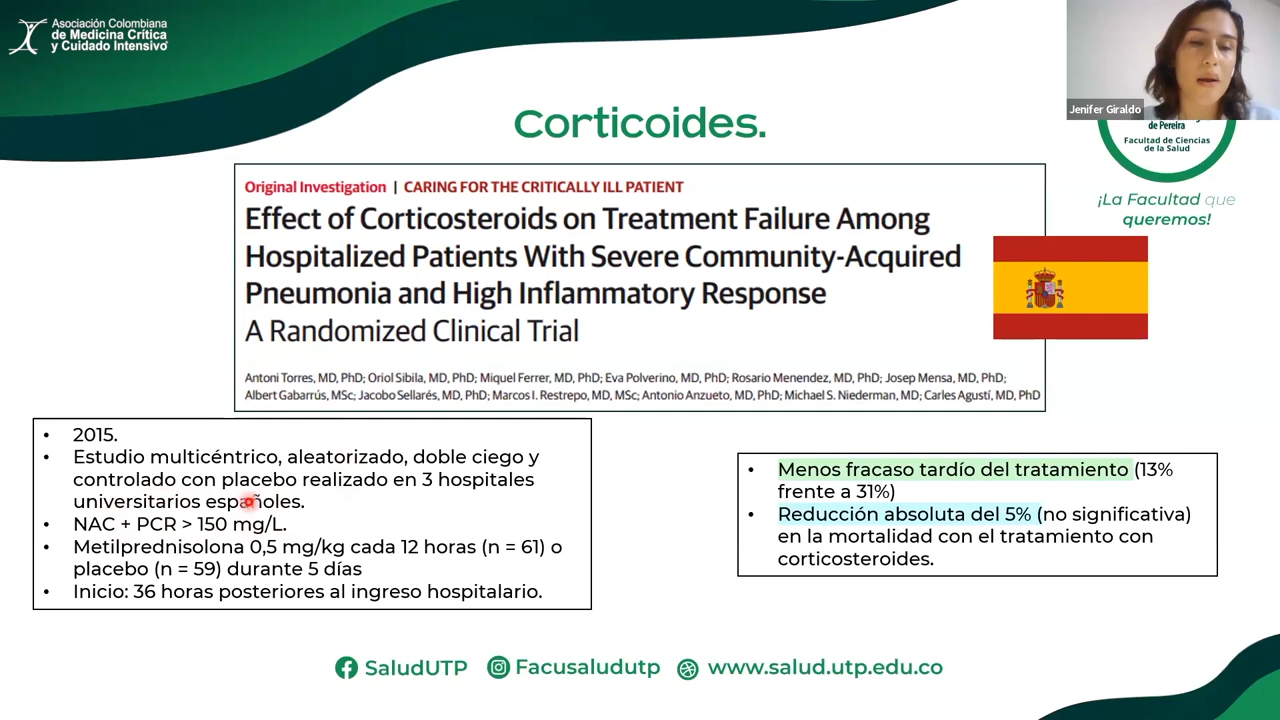 Asociación Colombiana
de Medicina Crítica
y Cuidado Intensivo
Jenifer Giraldo
de Pereira
Facultad de Ciencias
de la Salud
¡La Facultad que
queremos!
Corticoides.
Original Investigation | CARING FOR THE CRITICALLY ILL PATIENT
Effect of Corticosteroids on Treatment Failure Among
Hospitalized Patients With Severe Community-Acquired
Pneumonia and High Inflammatory Response
A Randomized Clinical Trial
Antoni Torres, MD, PhD; Oriol Sibila, MD, PhD; Miquel Ferrer, MD, PhD; Eva Polverino, MD, PhD; Rosario Menendez, MD, PhD; Josep Mensa, MD, PhD;
Albert Gabarrús, MSc; Jacobo Sellarés, MD, PhD; Marcos I. Restrepo, MD, MSc; Antonio Anzueto, MD, PhD; Michael S. Niederman, MD; Carles Agustí, MD, PhD
• 2015.
• Estudio multicéntrico, aleatorizado, doble ciego y
controlado con placebo realizado en 3 hospitales
universitarios españoles.
• NAC + PCR > 150 mg/L.
• Metilprednisolona 0,5 mg/kg cada 12 horas (n = 61) o
placebo (n = 59) durante 5 días
• Inicio: 36 horas posteriores al ingreso hospitalario.
• Menos fracaso tardío del tratamiento (13%
frente a 31%)
• Reducción absoluta del 5% (no significativa)
en la mortalidad con el tratamiento con
corticosteroides.
SaludUTP
Facusaludutp
www.salud.utp.edu.co